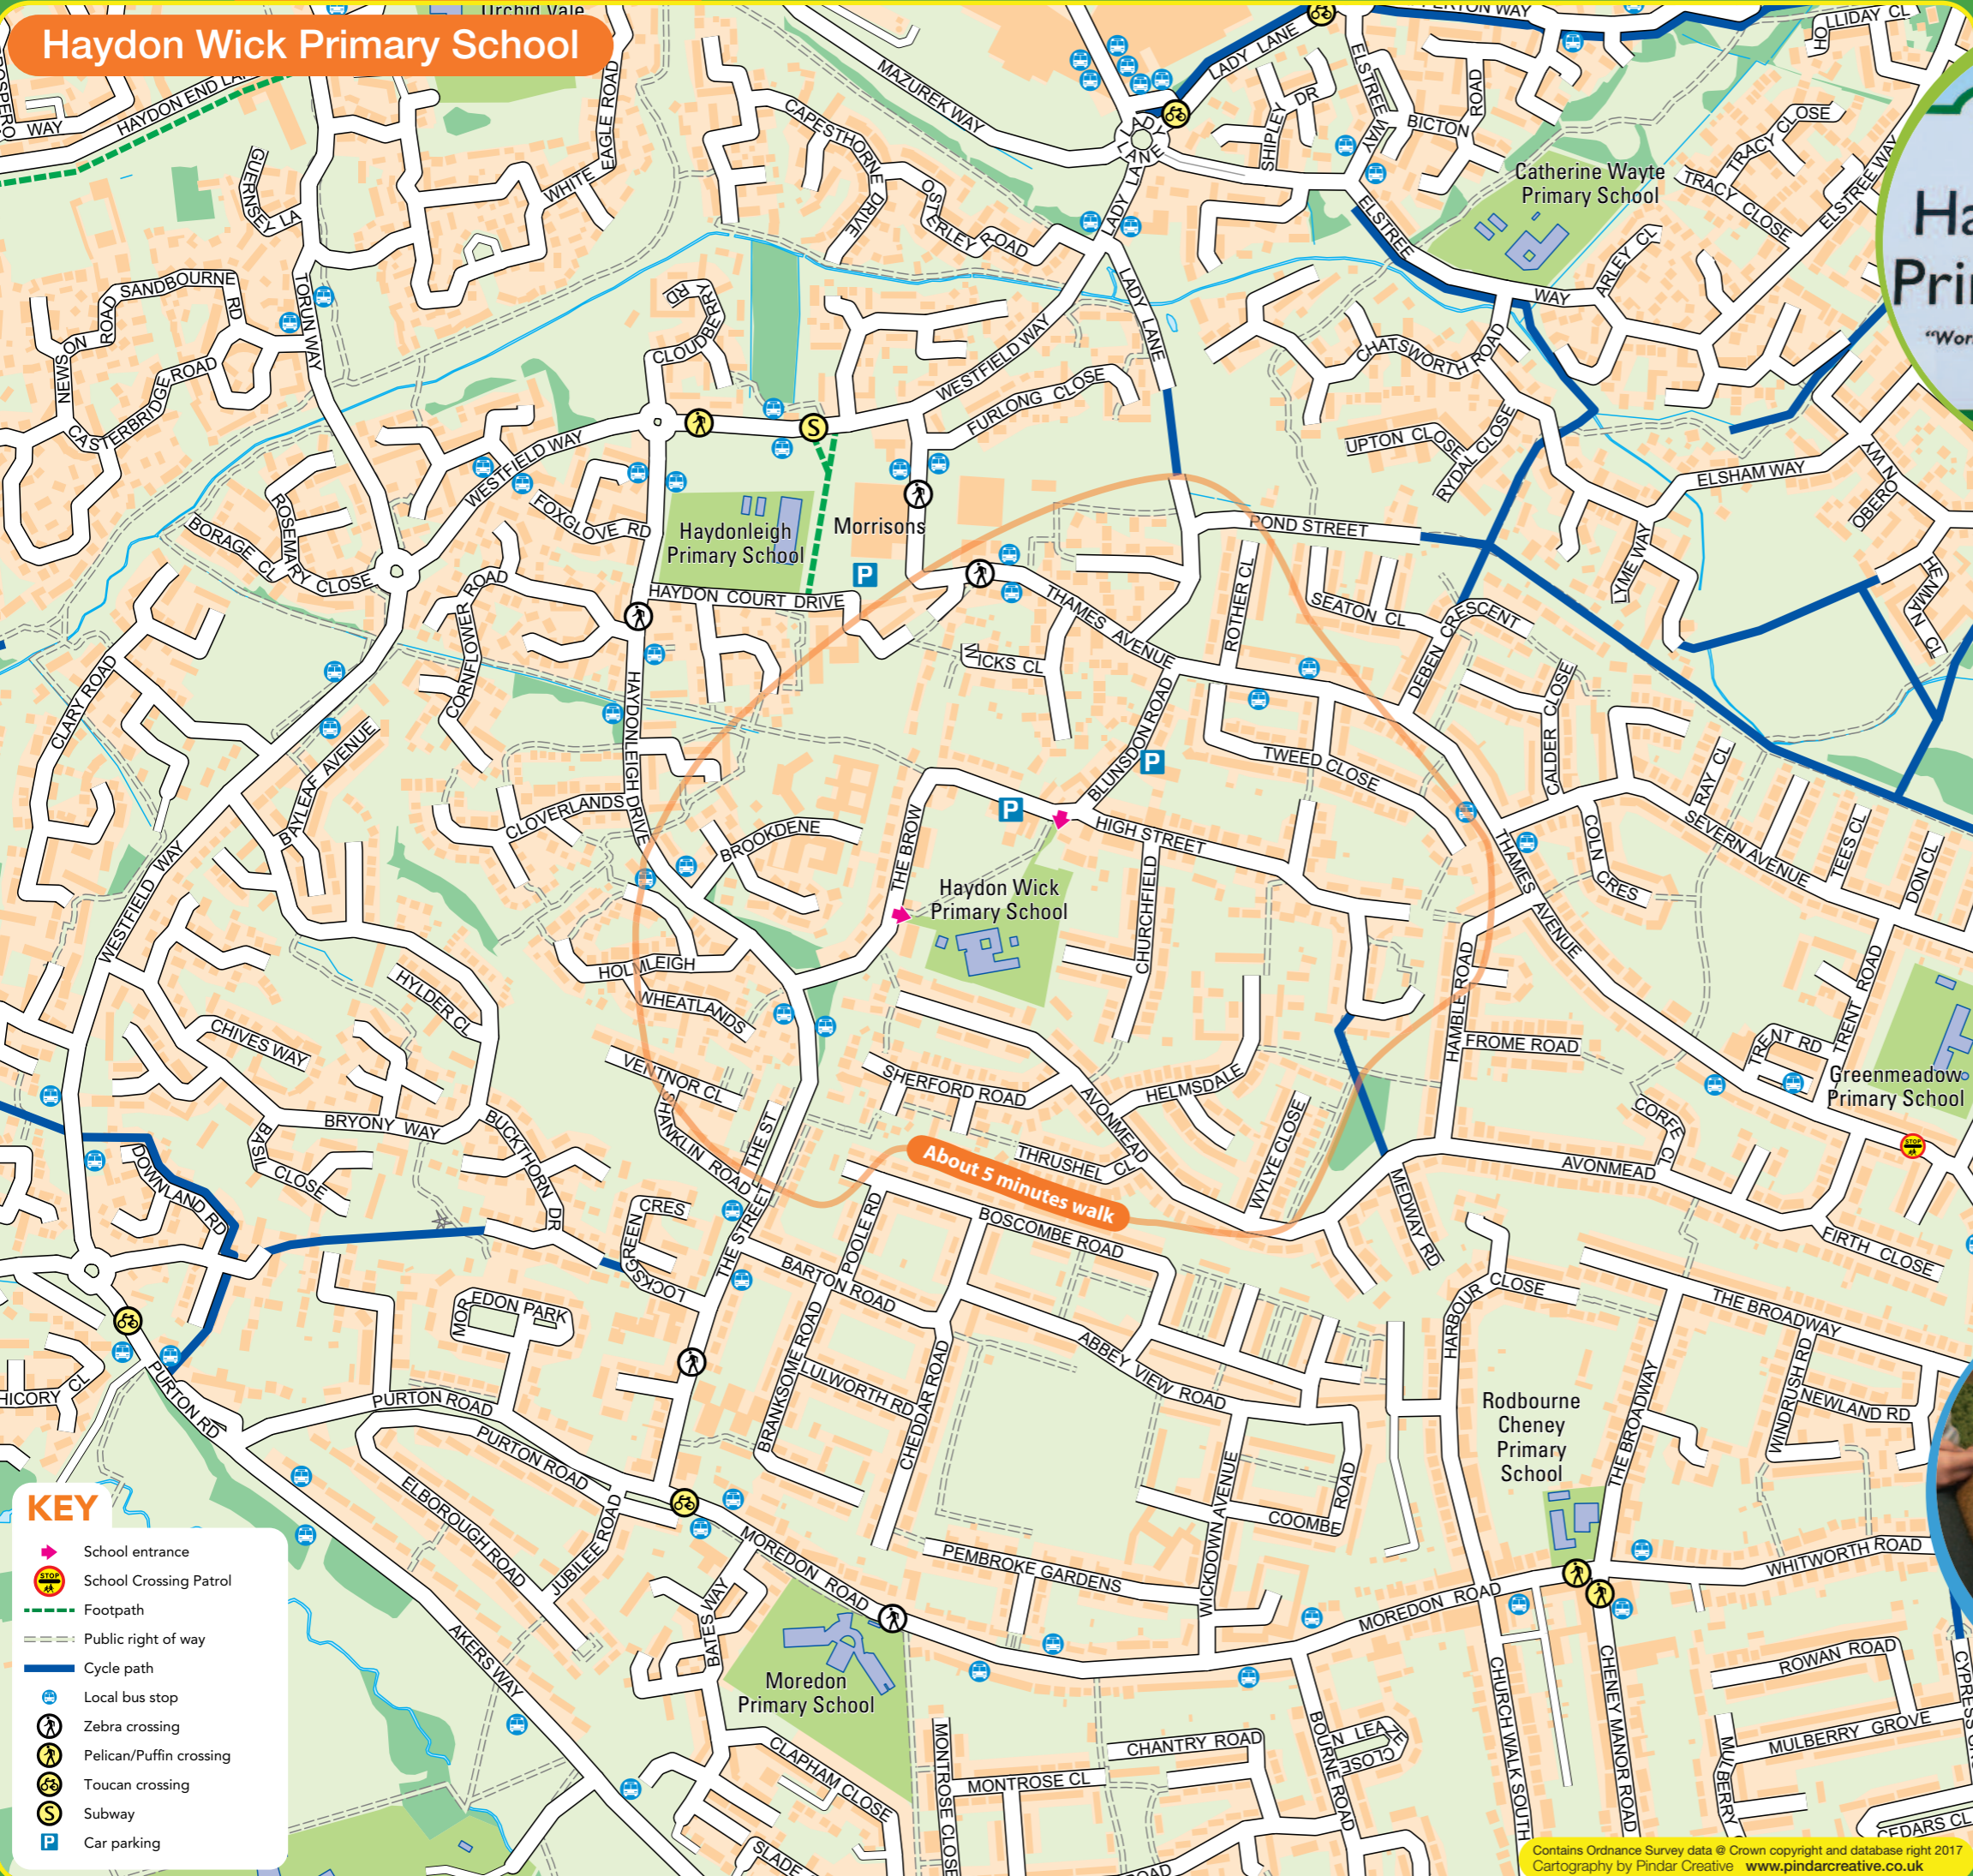 Haydon Wick Primary School
Orchid Vale
HAYDON END LA
WAY
GUERNSEY LA
WHITE EAGLE ROAD
CAPESTHORNE DRIVE
OSTERLEY ROAD
MAZUREK WAY
LADY LANE
LADY LANE
LADY LANE
LADY LANE
ELSTREE WAY
SHIPLEY DR
BICTON ROAD
HOLLIDAY CL
TRACY CLOSE
TRACY CLOSE
ELSTREE WAY
Catherine Wayte
Primary School
ELSTREE WAY
ARLEY CL
SANDBOURNE RD
NEWSON ROAD
CASTERBRIDGE ROAD
TORUN WAY
CLOUDBERRY RD
WESTFIELD WAY
WESTFIELD WAY
FURLONG CLOSE
CHATSWORTH ROAD
UPTON CLOSE
RYDAL CLOSE
ELSHAM WAY
LYME WAY
HENMAN CL
BORAGE CL
ROSEMARY CLOSE
FOXGLOVE RD
Haydonleigh
Primary School
Morrisons
P
HAYDON COURT DRIVE
POND STREET
CORNFLOWER ROAD
THAMES AVENUE
WICKS CL
ROTHER CL
SEATON CL
DEBEN CRESCENT
CALDER CLOSE
CLARY ROAD
HAYDONLEIGH DRIVE
BLUNSDON ROAD
P
TWEED CLOSE
BAYLEAF AVENUE
CLOVERLANDS
BROOKDENE
THE BROW
P
HIGH STREET
CHURCHFIELD
RAY CL
SEVERN AVENUE
TEES CL
DON CL
COLN CRES
THAMES AVENUE
WESTFIELD WAY
Haydon Wick
Primary School
HOLMLEIGH
WHEATLANDS
HYLDER CL
CHIVES WAY
HAMBLE ROAD
FROME ROAD
TRENT RD
TRENT ROAD
Greenmeadow
Primary School
VENTNOR CL
SHERFORD ROAD
HELMSDALE
AVONMEAD
SHANKLIN ROAD
THE ST
THE STREET
WYLYE CLOSE
THRUSHEL CL
About 5 minutes walk
CORFE CL
AVONMEAD
STOP
BRYONY WAY
BASIL CLOSE
BUCKTHORN DR
DOWNLAND RD
CRES
GREEN
LOCKS
MEDWAY RD
FIRTH CLOSE
POOLE RD
BOSCOMBE ROAD
BARTON ROAD
MOREDON PARK
BRANKSOME ROAD
LULWORTH RD
CHEDDAR ROAD
ABBEY VIEW ROAD
HARBOUR CLOSE
THE BROADWAY
THE BROADWAY
WINDRUSH RD
NEWLAND RD
HICORY CL
PURTON RD
PURTON ROAD
PURTON ROAD
ELBOROUGH ROAD
JUBILEE ROAD
Rodbourne
Cheney
Primary
School
WICKDOWN AVENUE
COOMBE ROAD
MOREDON ROAD
PEMBROKE GARDENS
MOREDON ROAD
WHITWORTH ROAD
AKERS WAY
BATES WAY
Moredon
Primary School
CLAPHAM CLOSE
SLADE
MONTROSE CLOSE
MONTROSE CL
CHANTRY ROAD
BOURNE ROAD
CHURCH WALK SOUTH
CHENEY MANOR ROAD
ROWAN ROAD
MULBERRY GROVE
MULBERRY
CEDARS CL
KEY
School entrance
STOP School Crossing Patrol
Footpath
Public right of way
Cycle path
Local bus stop
Zebra crossing
Pelican/Puffin crossing
Toucan crossing
S Subway
P Car parking
Contains Ordnance Survey data @ Crown copyright and database right 2017
Cartography by Pindar Creative www.pindarcreative.co.uk